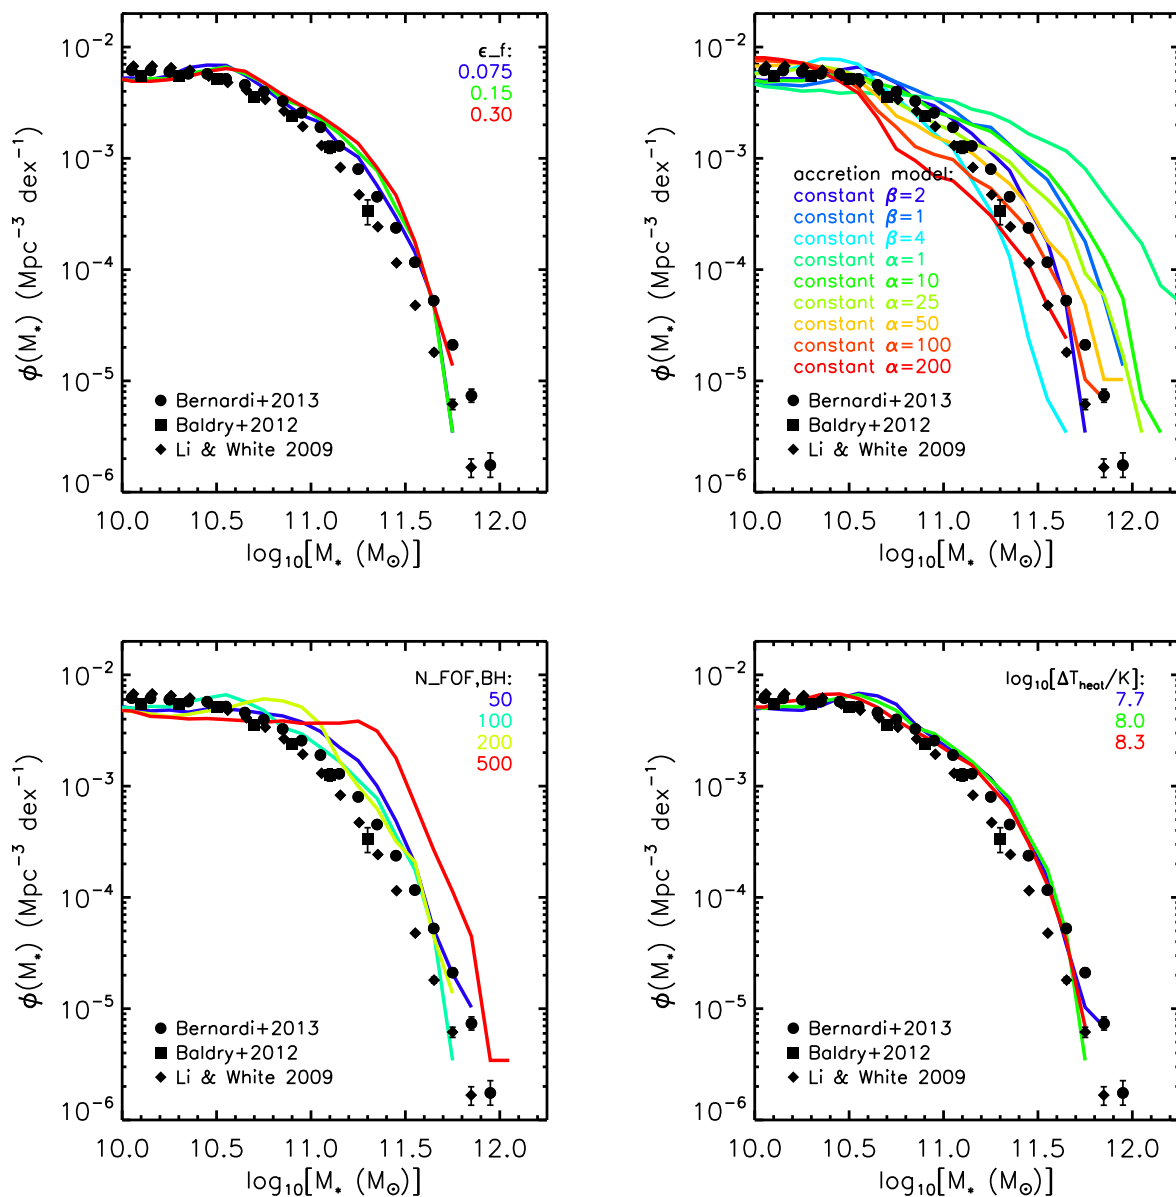 10⁻²
10⁻³
10⁻⁴
10⁻⁵
10⁻⁶
ϕ(M*) (Mpc⁻³ dex⁻¹)
ϵ_f:
0.075
0.15
0.30
Bernardi+2013
Baldry+2012
Li & White 2009
10.0 10.5 11.0 11.5 12.0
log₁₀[M* (M⊙)]
10⁻²
10⁻³
10⁻⁴
10⁻⁵
10⁻⁶
ϕ(M*) (Mpc⁻³ dex⁻¹)
accretion model:
constant β=2
constant β=1
constant β=4
constant α=1
constant α=10
constant α=25
constant α=50
constant α=100
constant α=200
Bernardi+2013
Baldry+2012
Li & White 2009
10.0 10.5 11.0 11.5 12.0
log₁₀[M* (M⊙)]
10⁻²
10⁻³
10⁻⁴
10⁻⁵
10⁻⁶
ϕ(M*) (Mpc⁻³ dex⁻¹)
N_FOF,BH:
50
100
200
500
Bernardi+2013
Baldry+2012
Li & White 2009
10.0 10.5 11.0 11.5 12.0
log₁₀[M* (M⊙)]
10⁻²
10⁻³
10⁻⁴
10⁻⁵
10⁻⁶
ϕ(M*) (Mpc⁻³ dex⁻¹)
log₁₀[ΔT_heat/K]:
7.7
8.0
8.3
Bernardi+2013
Baldry+2012
Li & White 2009
10.0 10.5 11.0 11.5 12.0
log₁₀[M* (M⊙)]